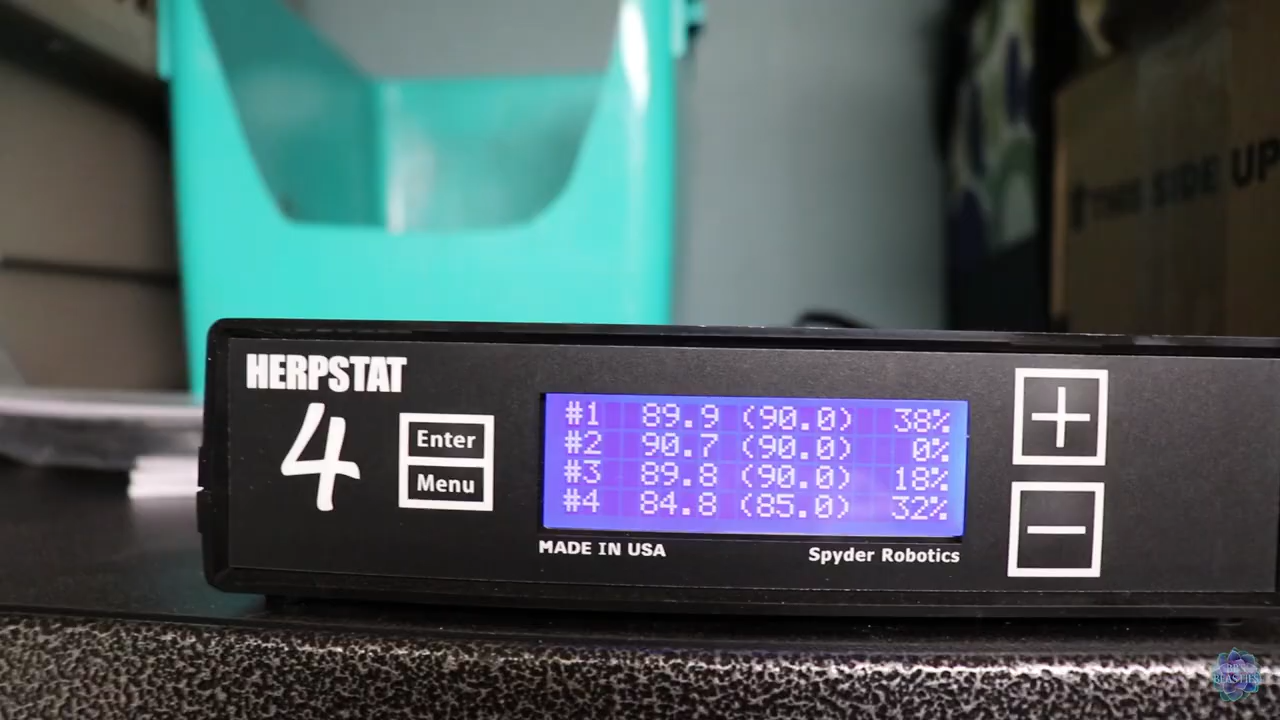 THIS SIDE UP
HERPSTAT
4
Enter
Menu
#1 89.9 (90.0) 38%
#2 90.7 (90.0) 0%
#3 89.8 (90.0) 18%
#4 84.8 (85.0) 32%
+
−
MADE IN USA
Spyder Robotics